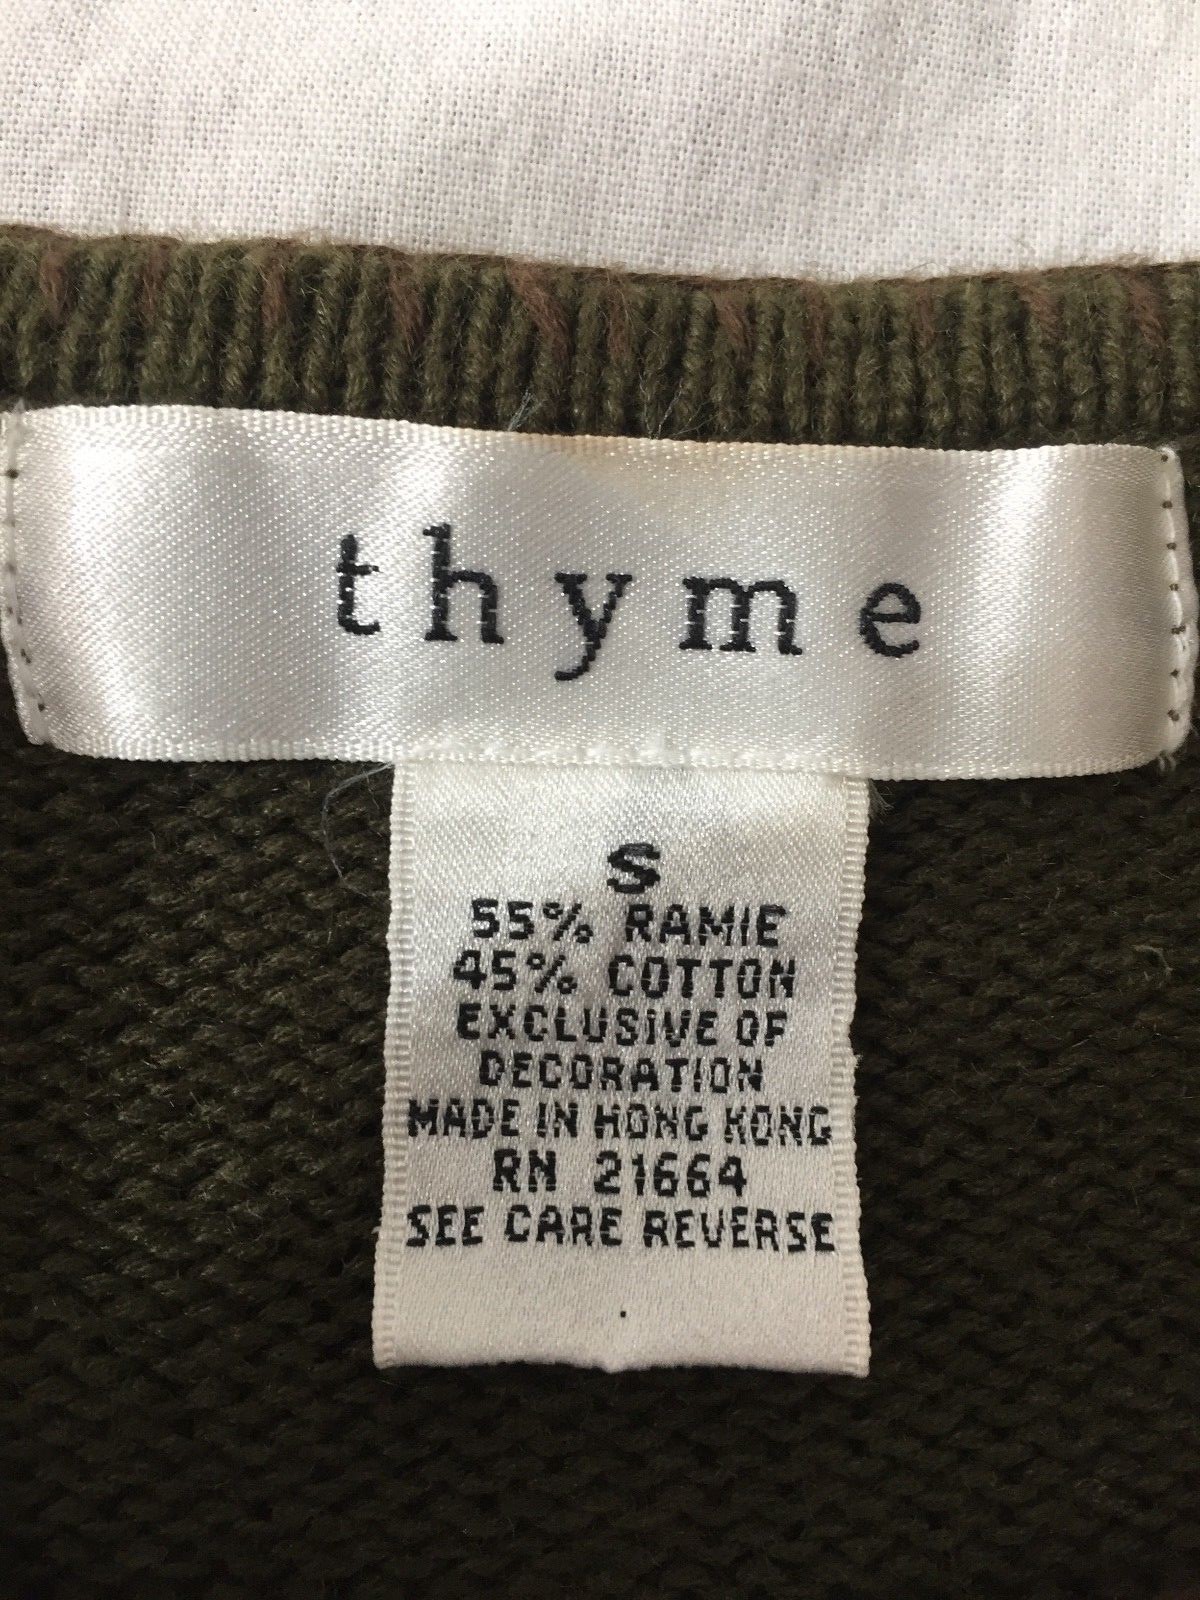 thyme
S
55% RAMIE
45% COTTON
EXCLUSIVE OF
DECORATION
MADE IN HONG KONG
RN 21664
SEE CARE REVERSE